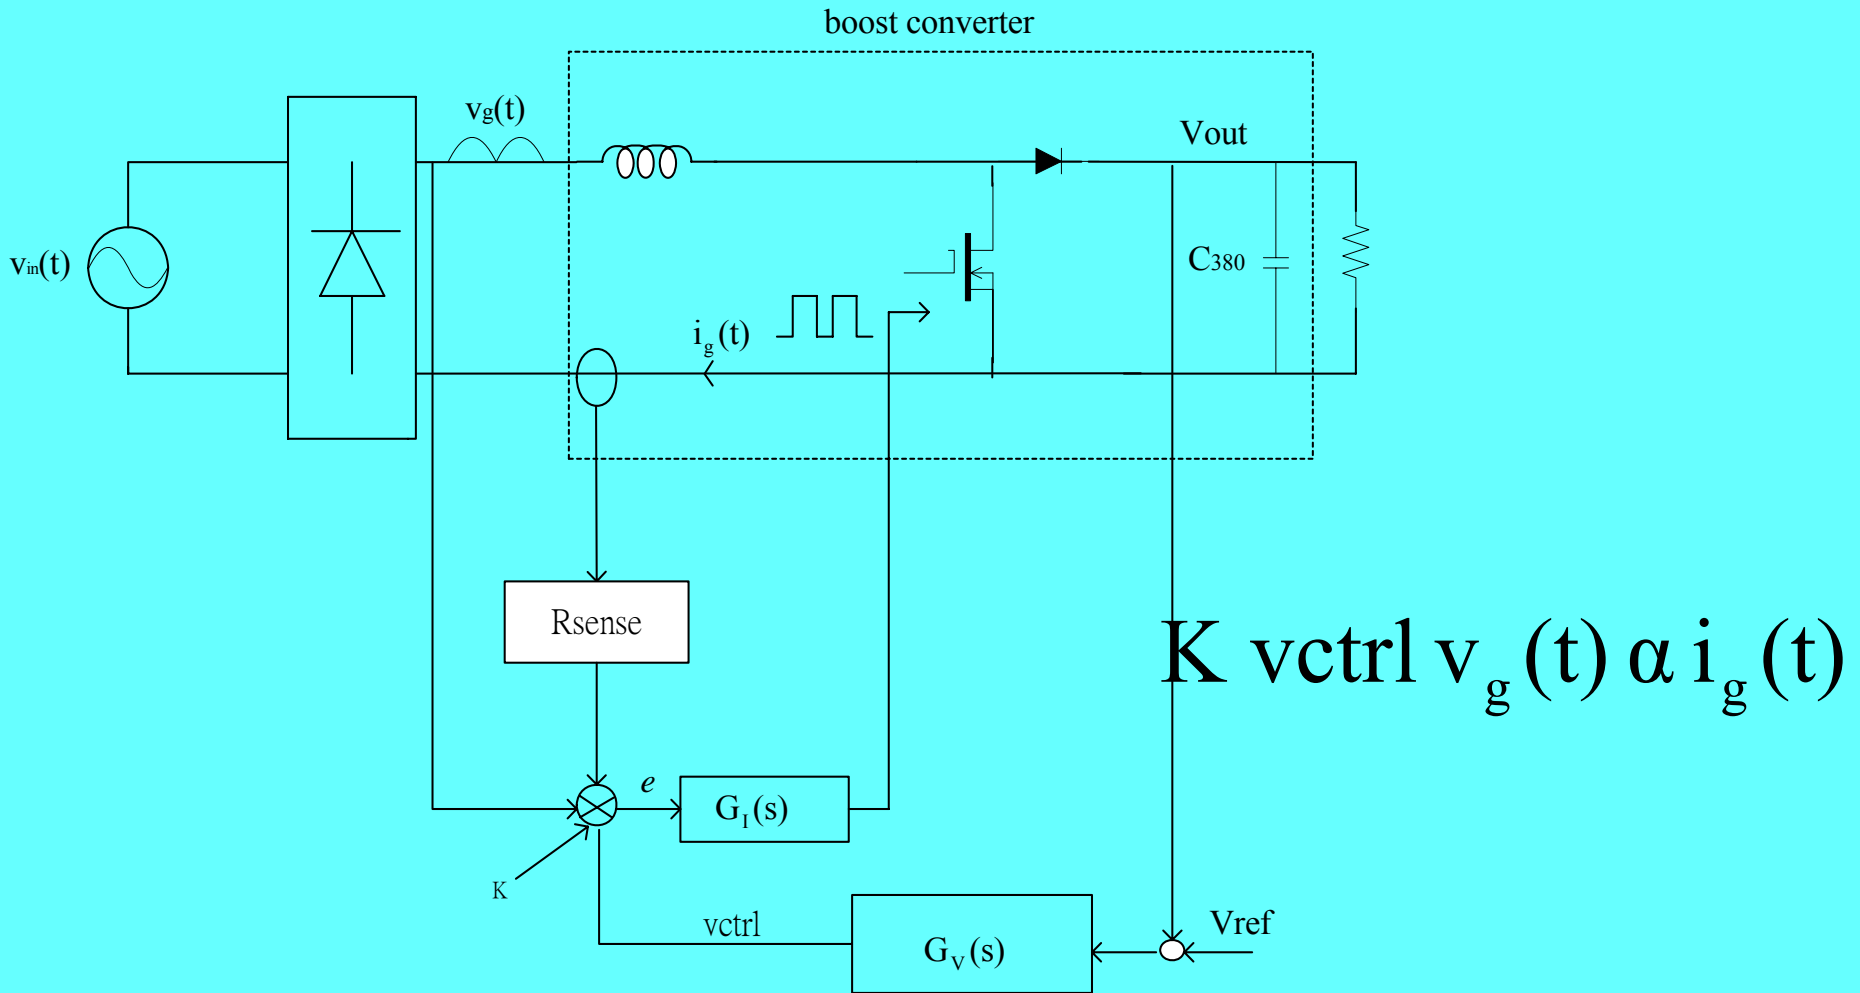 boost converter
vg(t)
Vout
vin(t)
C380
ig(t)
Rsense
K vctrl vg(t) α ig(t)
e
GI(s)
K
vctrl
GV(s)
Vref